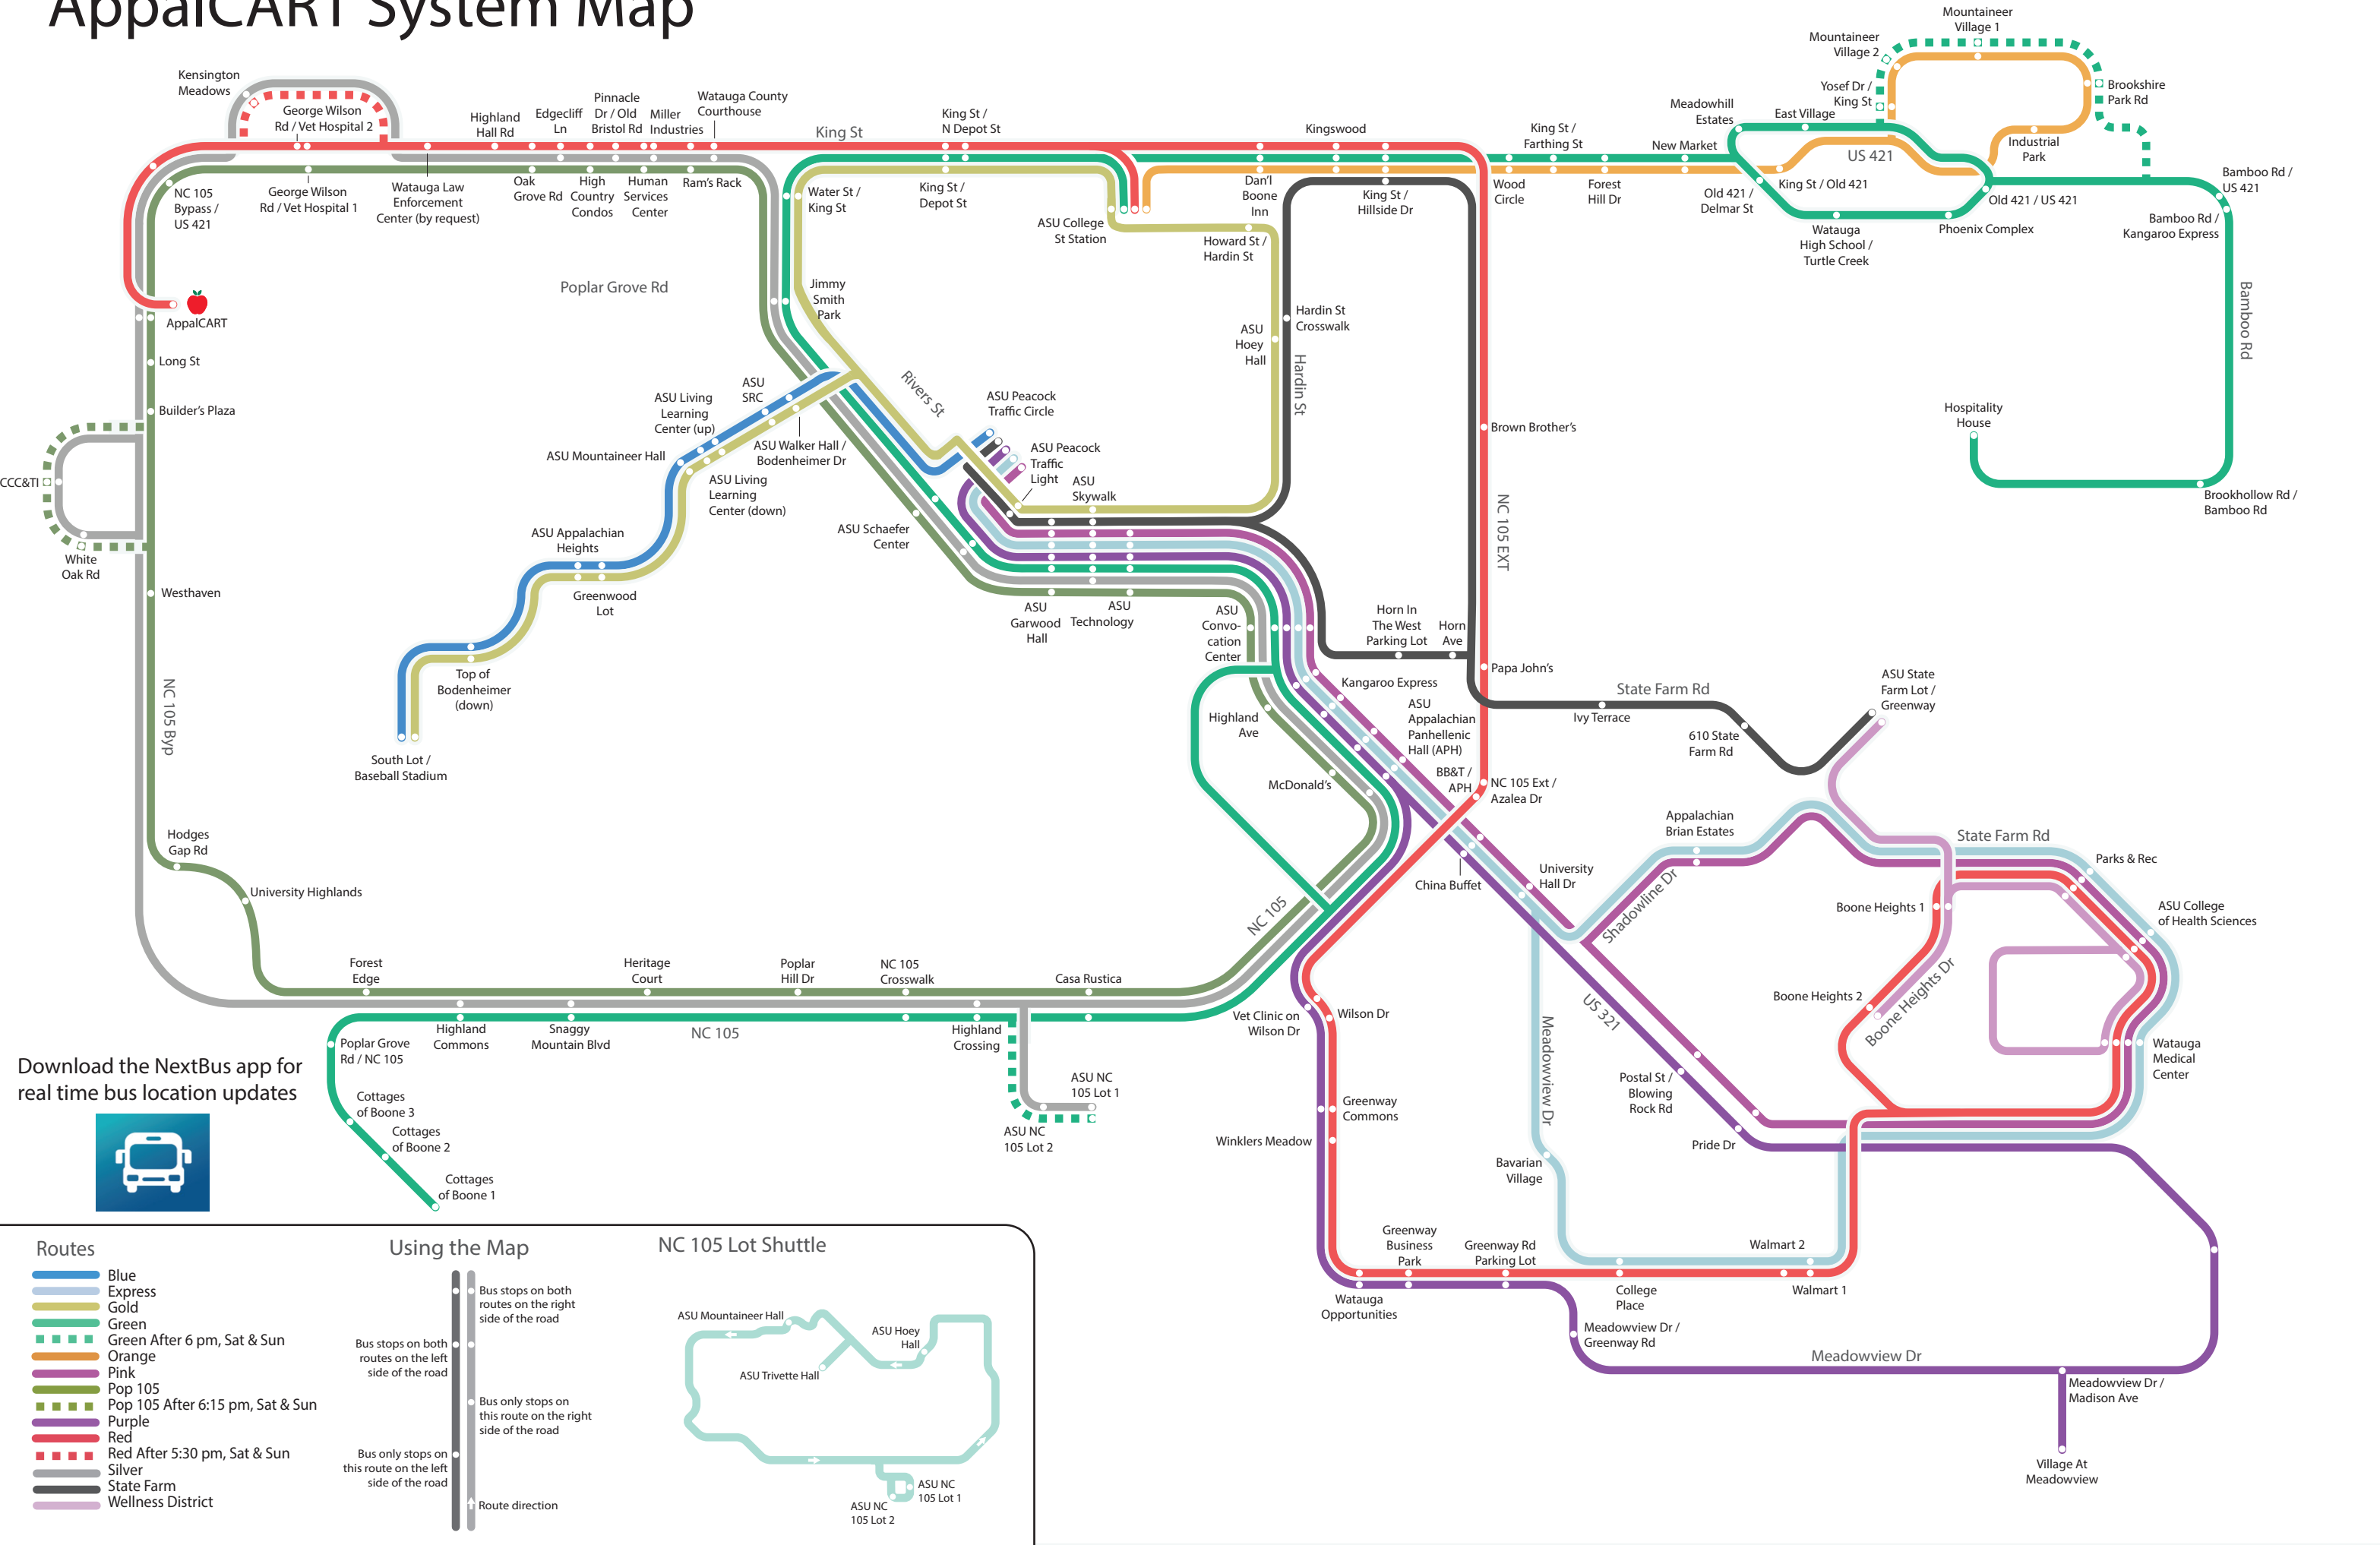 AppalCART System Map
Mountaineer
Village 1
Mountaineer
Village 2
Kensington
Meadows
George Wilson
Rd / Vet Hospital 2
Highland
Hall Rd
Edgecliff
Ln
Pinnacle
Dr / Old
Bristol Rd
Miller
Industries
Watauga County
Courthouse
King St
King St /
N Depot St
Kingswood
King St /
Farthing St
New Market
Meadowhill
Estates
East Village
Yosef Dr /
King St
US 421
Brookshire
Park Rd
Industrial
Park
NC 105
Bypass /
US 421
George Wilson
Rd / Vet Hospital 1
Watauga Law
Enforcement
Center (by request)
Oak
Grove Rd
High
Country
Condos
Human
Services
Center
Ram's Rack
Water St /
King St
King St /
Depot St
ASU College
St Station
Dan'l
Boone
Inn
Howard St /
Hardin St
King St /
Hillside Dr
Wood
Circle
Forest
Hill Dr
Old 421 /
Delmar St
King St / Old 421
Watauga
High School /
Turtle Creek
Phoenix Complex
Old 421 / US 421
Bamboo Rd /
US 421
Bamboo Rd /
Kangaroo Express
Bamboo Rd
Poplar Grove Rd
Jimmy
Smith
Park
AppalCART
Long St
Builder's Plaza
CCC&TI
White
Oak Rd
Westhaven
NC 105 Byp
Hodges
Gap Rd
University Highlands
ASU
Hoey
Hall
Hardin St
Crosswalk
Hardin St
Rivers St
ASU Peacock
Traffic Circle
ASU Peacock
Traffic
Light
ASU
Skywalk
ASU
SRC
ASU Living
Learning
Center (up)
ASU Mountaineer Hall
ASU Walker Hall /
Bodenheimer Dr
ASU Living
Learning
Center (down)
ASU Appalachian
Heights
Greenwood
Lot
Top of
Bodenheimer
(down)
South Lot /
Baseball Stadium
ASU Schaefer
Center
ASU
Garwood
Hall
ASU
Technology
ASU
Convo-
cation
Center
Brown Brother's
NC 105 EXT
Hospitality
House
Brookhollow Rd /
Bamboo Rd
Horn In
The West
Parking Lot
Horn
Ave
Papa John's
Kangaroo Express
State Farm Rd
Ivy Terrace
610 State
Farm Rd
ASU State
Farm Lot /
Greenway
Highland
Ave
ASU
Appalachian
Panhellenic
Hall (APH)
McDonald's
BB&T /
APH
NC 105 Ext /
Azalea Dr
China Buffet
University
Hall Dr
Appalachian
Brian Estates
Shadowline Dr
State Farm Rd
Parks & Rec
Boone Heights 1
ASU College
of Health Sciences
Boone Heights 2
Boone Heights Dr
Watauga
Medical
Center
NC 105
Forest
Edge
Heritage
Court
Poplar
Hill Dr
NC 105
Crosswalk
Casa Rustica
Vet Clinic on
Wilson Dr
Wilson Dr
US 321
Meadowview Dr
Poplar Grove
Rd / NC 105
Highland
Commons
Snaggy
Mountain Blvd
NC 105
Highland
Crossing
ASU NC
105 Lot 1
ASU NC
105 Lot 2
Cottages
of Boone 3
Cottages
of Boone 2
Cottages
of Boone 1
Greenway
Commons
Winklers Meadow
Postal St /
Blowing
Rock Rd
Pride Dr
Bavarian
Village
Greenway
Business
Park
Greenway Rd
Parking Lot
Walmart 2
Watauga
Opportunities
College
Place
Walmart 1
Meadowview Dr /
Greenway Rd
Meadowview Dr
Meadowview Dr /
Madison Ave
Village At
Meadowview
Download the NextBus app for
real time bus location updates
Routes
Blue
Express
Gold
Green
Green After 6 pm, Sat & Sun
Orange
Pink
Pop 105
Pop 105 After 6:15 pm, Sat & Sun
Purple
Red
Red After 5:30 pm, Sat & Sun
Silver
State Farm
Wellness District
Using the Map
Bus stops on both
routes on the right
side of the road
Bus stops on both
routes on the left
side of the road
Bus only stops on
this route on the right
side of the road
Bus only stops on
this route on the left
side of the road
Route direction
NC 105 Lot Shuttle
ASU Mountaineer Hall
ASU Hoey
Hall
ASU Trivette Hall
ASU NC
105 Lot 1
ASU NC
105 Lot 2